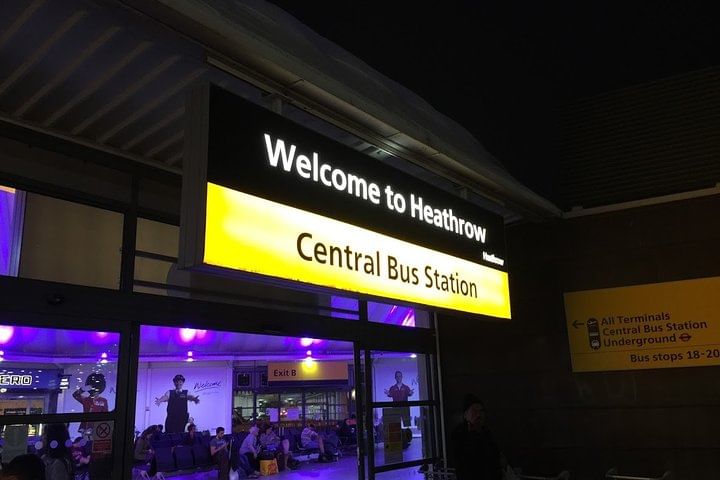 Welcome to Heathrow
Heathrow
Central Bus Station
All Terminals
Central Bus Station
Underground
Bus stops 18-20
Exit B
Welcome